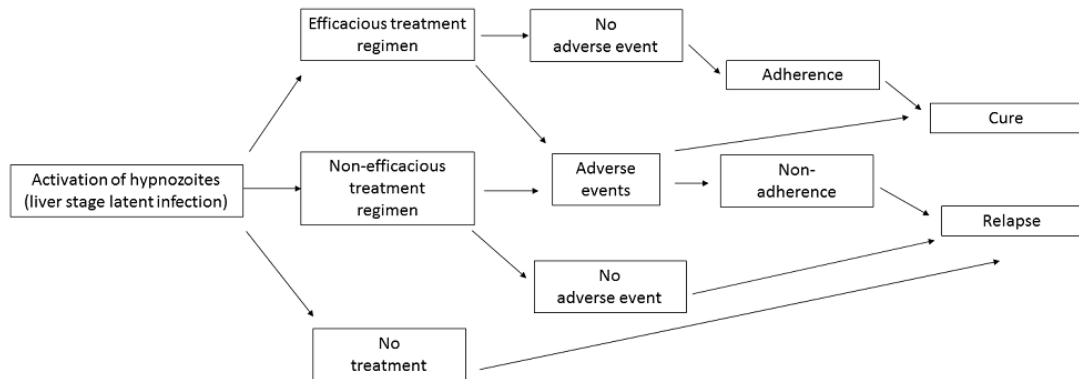 Efficacious treatment
regimen
No
adverse event
Adherence
Cure
Activation of hypnozoites
(liver stage latent infection)
Non-efficacious
treatment
regimen
Adverse
events
Non-
adherence
Relapse
No
adverse event
No
treatment